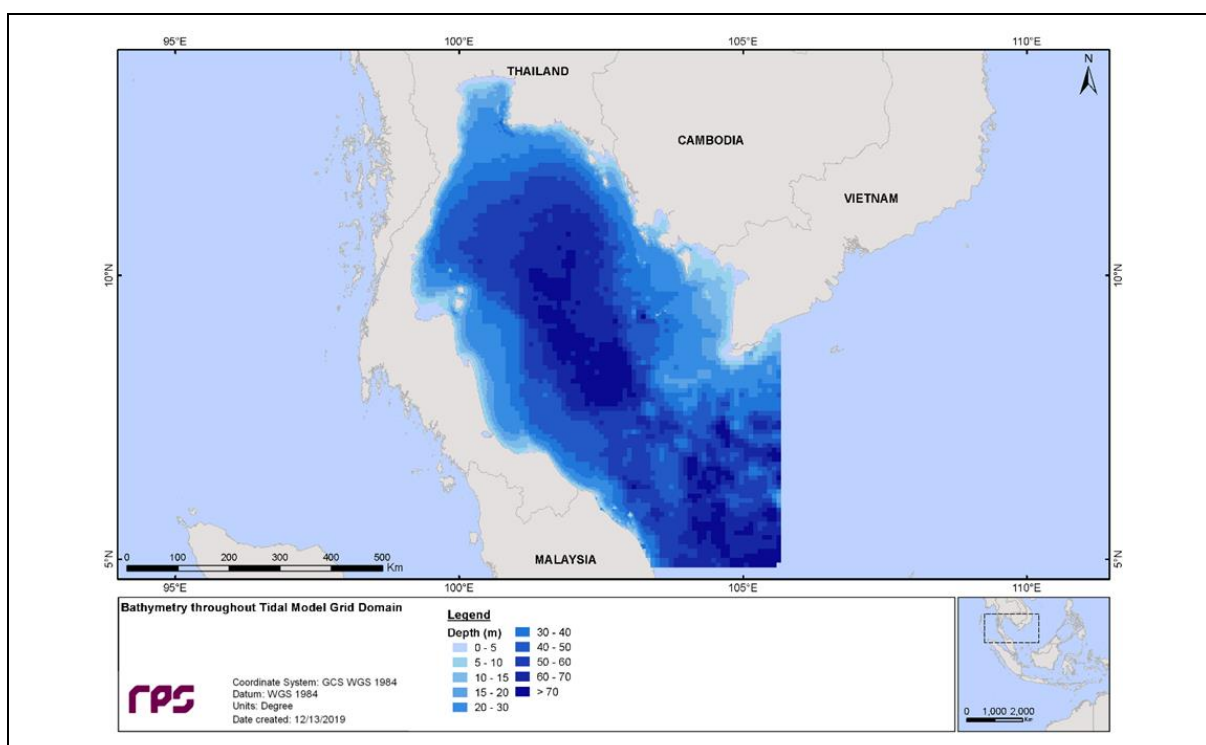 95°E 100°E 105°E 110°E
N
THAILAND
CAMBODIA
VIETNAM
10°N 10°N
5°N 5°N
MALAYSIA
0 100 200 300 400 500
Km
95°E 100°E 105°E 110°E
Bathymetry throughout Tidal Model Grid Domain
rps
Coordinate System: GCS WGS 1984
Datum: WGS 1984
Units: Degree
Date created: 12/13/2019
Legend
Depth (m)
0 - 5
5 - 10
10 - 15
15 - 20
20 - 30
30 - 40
40 - 50
50 - 60
60 - 70
> 70
0 1,000 2,000
Km